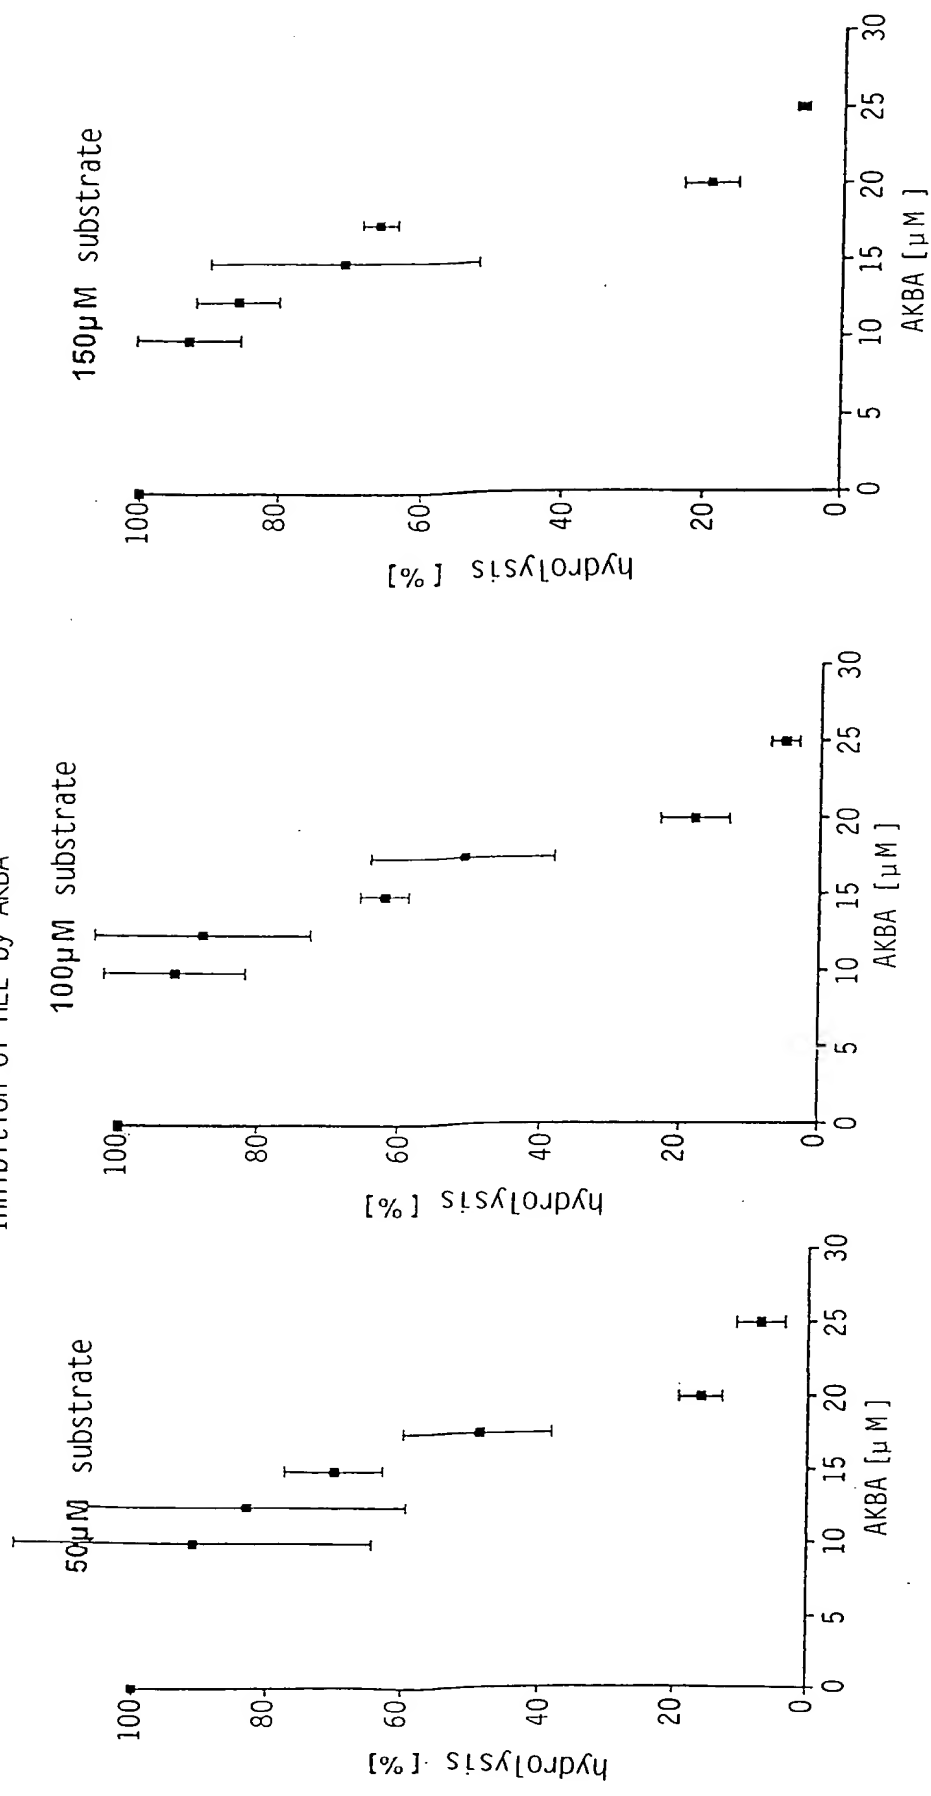 Inhibition of HLE by AKBA
50µM substrate
hydrolysis [%]
100
80
60
40
20
0
0 5 10 15 20 25 30
AKBA [µM]
100µM substrate
hydrolysis [%]
100
80
60
40
20
0
0 5 10 15 20 25 30
AKBA [µM]
150µM substrate
hydrolysis [%]
100
80
60
40
20
0
0 5 10 15 20 25 30
AKBA [µM]